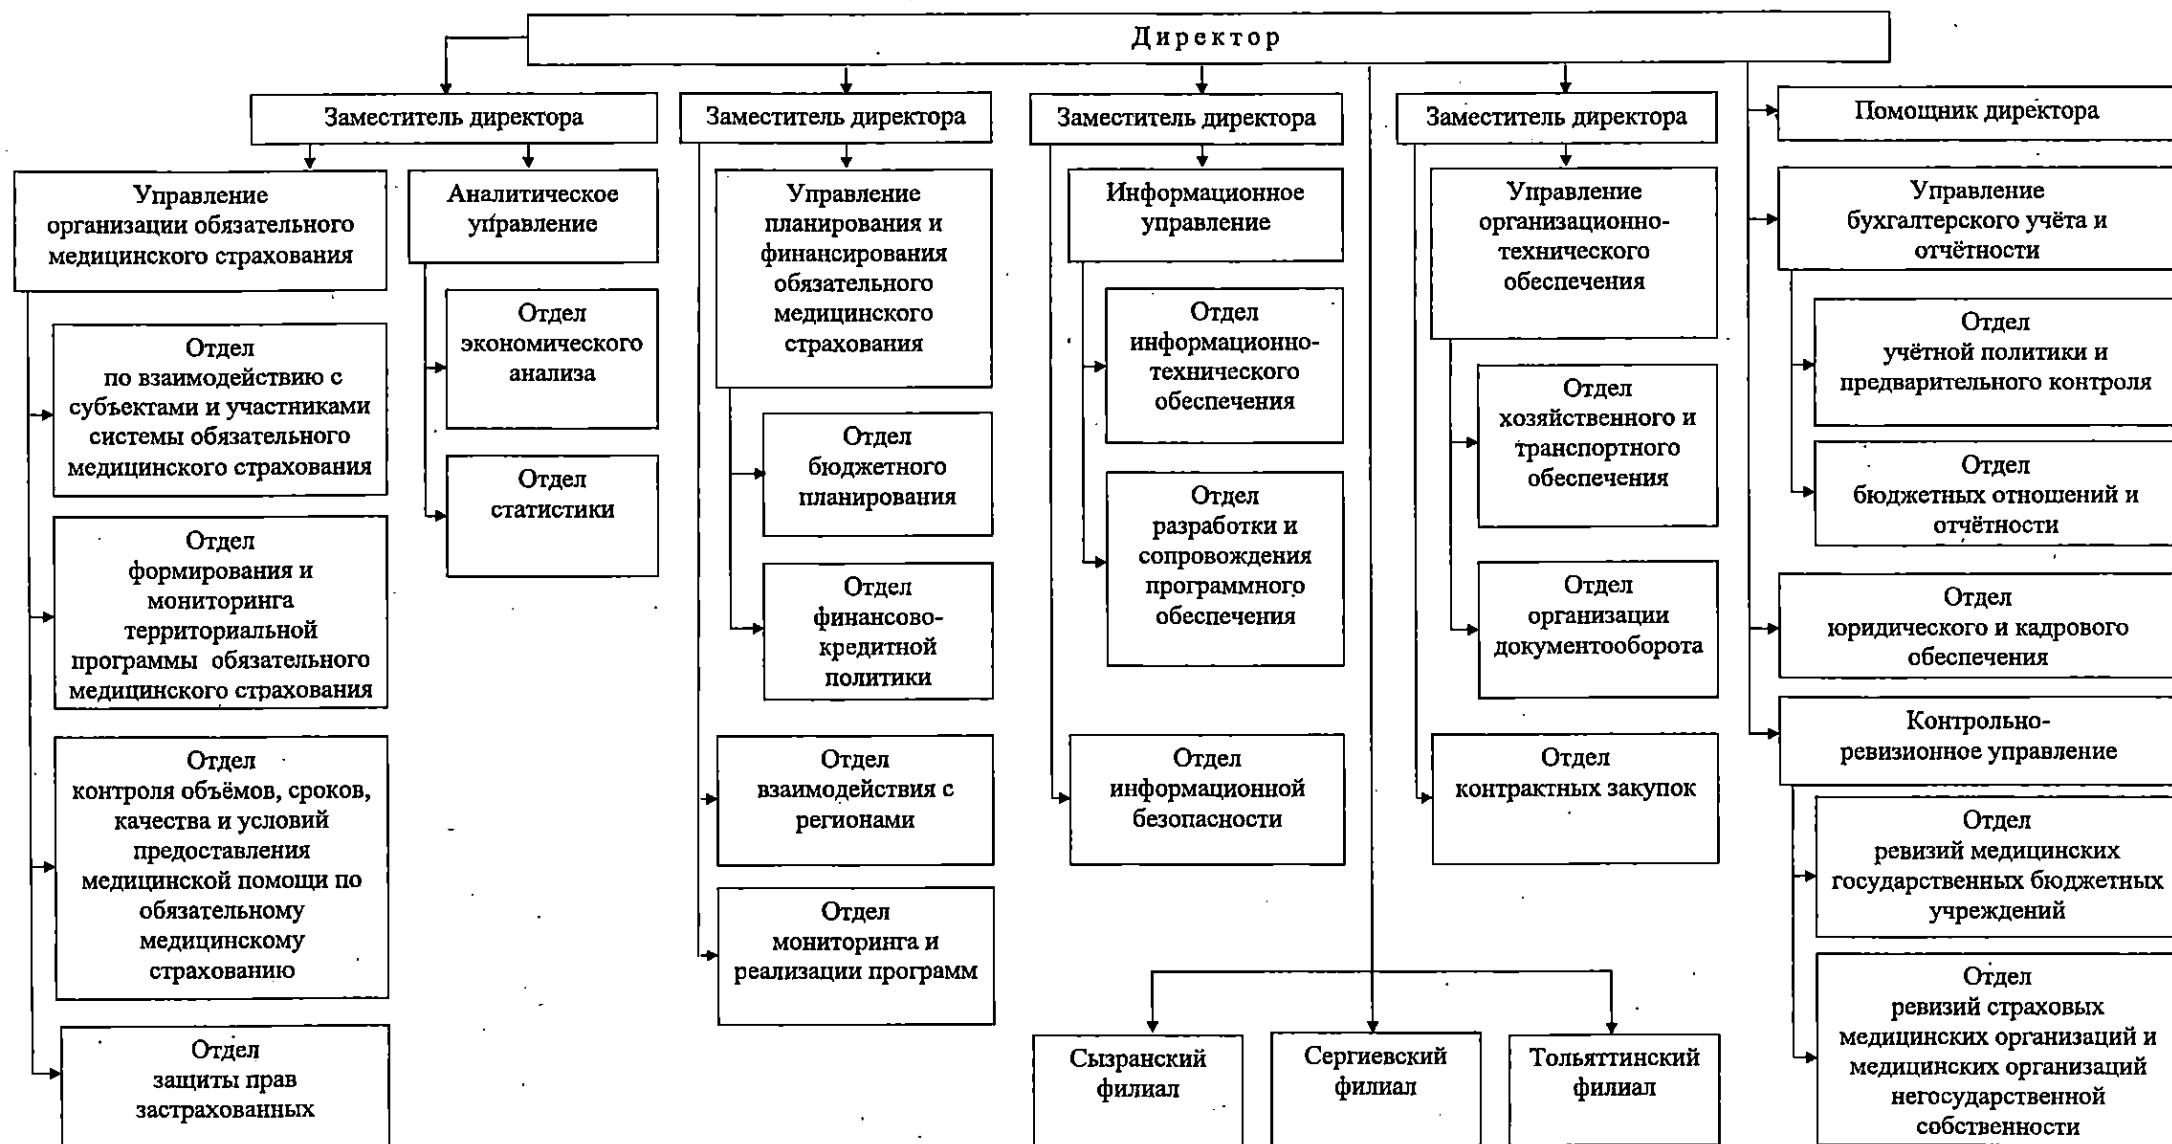 Директор
Заместитель директора
Управление
организации обязательного
медицинского страхования
Отдел
по взаимодействию с
субъектами и участниками
системы обязательного
медицинского страхования
Отдел
формирования и
мониторинга
территориальной
программы обязательного
медицинского страхования
Отдел
контроля объёмов, сроков,
качества и условий
предоставления
медицинской помощи по
обязательному
медицинскому
страхованию
Отдел
защиты прав
застрахованных
Аналитическое
управление
Отдел
экономического
анализа
Отдел
статистики
Заместитель директора
Управление
планирования и
финансирования
обязательного
медицинского
страхования
Отдел
бюджетного
планирования
Отдел
финансово-
кредитной
политики
Отдел
взаимодействия с
регионами
Отдел
мониторинга и
реализации программ
Заместитель директора
Информационное
управление
Отдел
информационно-
технического
обеспечения
Отдел
разработки и
сопровождения
программного
обеспечения
Отдел
информационной
безопасности
Заместитель директора
Управление
организационно-
технического
обеспечения
Отдел
хозяйственного и
транспортного
обеспечения
Отдел
организации
документооборота
Отдел
контрактных закупок
Помощник директора
Управление
бухгалтерского учёта и
отчётности
Отдел
учётной политики и
предварительного контроля
Отдел
бюджетных отношений и
отчётности
Отдел
юридического и кадрового
обеспечения
Контрольно-
ревизионное управление
Отдел
ревизий медицинских
государственных бюджетных
учреждений
Отдел
ревизий страховых
медицинских организаций и
медицинских организаций
негосударственной
собственности
Сызранский
филиал
Сергиевский
филиал
Тольяттинский
филиал